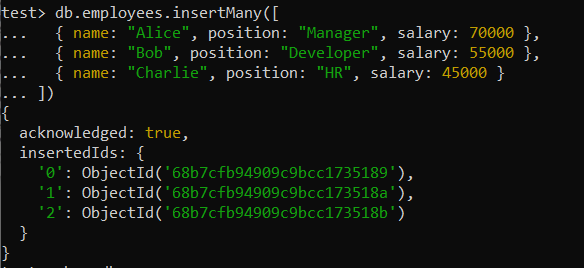 test> db.employees.insertMany([
...   { name: "Alice", position: "Manager", salary: 70000 },
...   { name: "Bob", position: "Developer", salary: 55000 },
...   { name: "Charlie", position: "HR", salary: 45000 }
... ])
{
  acknowledged: true,
  insertedIds: {
    '0': ObjectId('68b7cfb94909c9bcc1735189'),
    '1': ObjectId('68b7cfb94909c9bcc173518a'),
    '2': ObjectId('68b7cfb94909c9bcc173518b')
  }
}